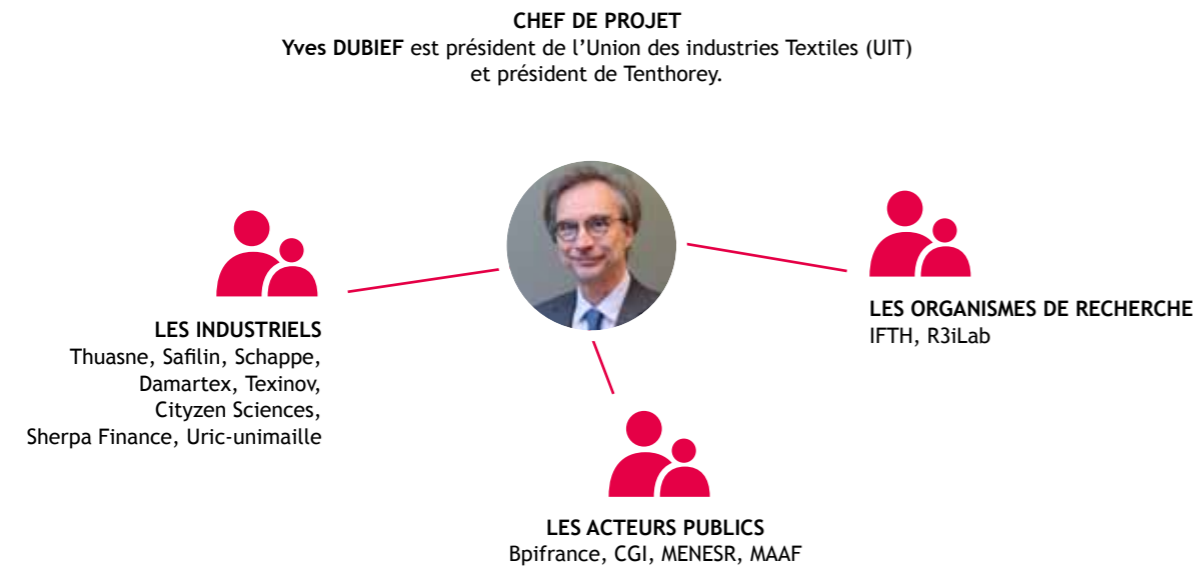 CHEF DE PROJET
Yves DUBIEF est président de l’Union des industries Textiles (UIT)
et président de Tenthorey.
LES INDUSTRIELS
Thuasne, Safilin, Schappe,
Damartex, Texinov,
Cityzen Sciences,
Sherpa Finance, Uric-unimaille
LES ORGANISMES DE RECHERCHE
IFTH, R3iLab
LES ACTEURS PUBLICS
Bpifrance, CGI, MENESR, MAAF